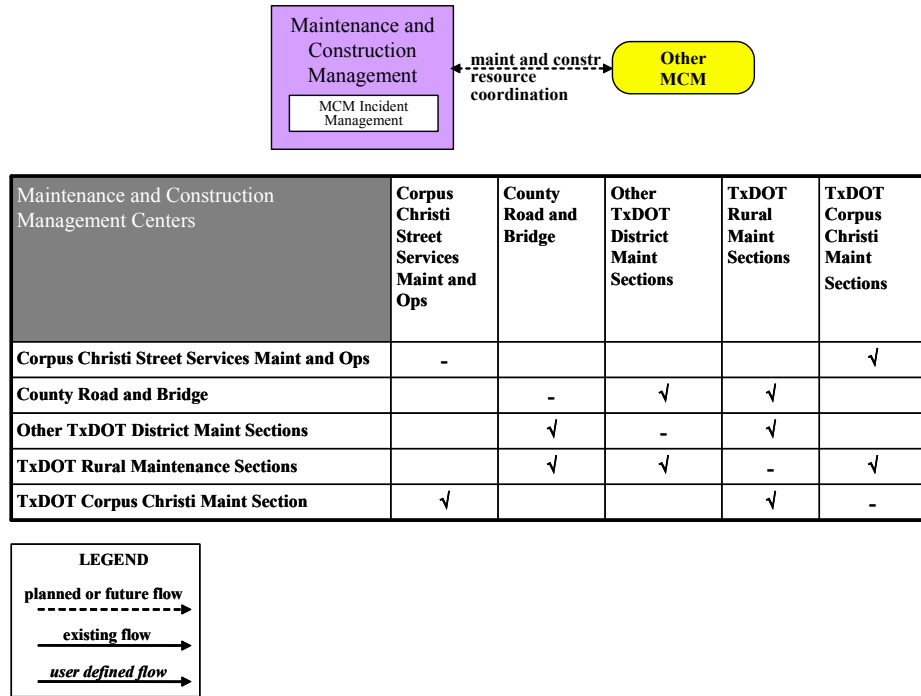 Maintenance and
Construction
Management
MCM Incident
Management
maint and constr
resource
coordination
Other
MCM
Maintenance and Construction
Management Centers
Corpus
Christi
Street
Services
Maint and
Ops
County
Road and
Bridge
Other
TxDOT
District
Maint
Sections
TxDOT
Rural
Maint
Sections
TxDOT
Corpus
Christi
Maint
Sections
Corpus Christi Street Services Maint and Ops - √
County Road and Bridge - √ √
Other TxDOT District Maint Sections √ - √
TxDOT Rural Maintenance Sections √ √ - √
TxDOT Corpus Christi Maint Section √ √ -
LEGEND
planned or future flow
existing flow
user defined flow